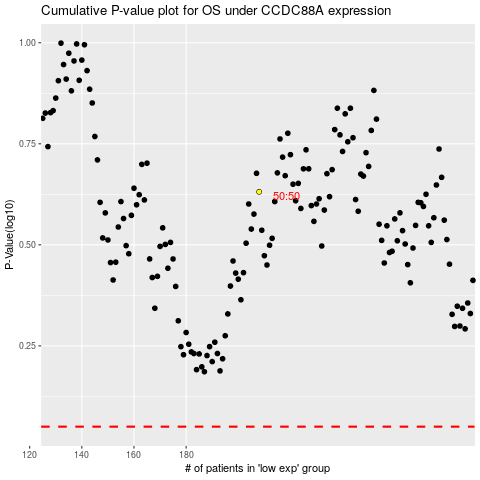 Cumulative P-value plot for OS under CCDC88A expression
P-Value(log10)
1.00
0.75
0.50
0.25
50:50
120 140 160 180
# of patients in 'low exp' group